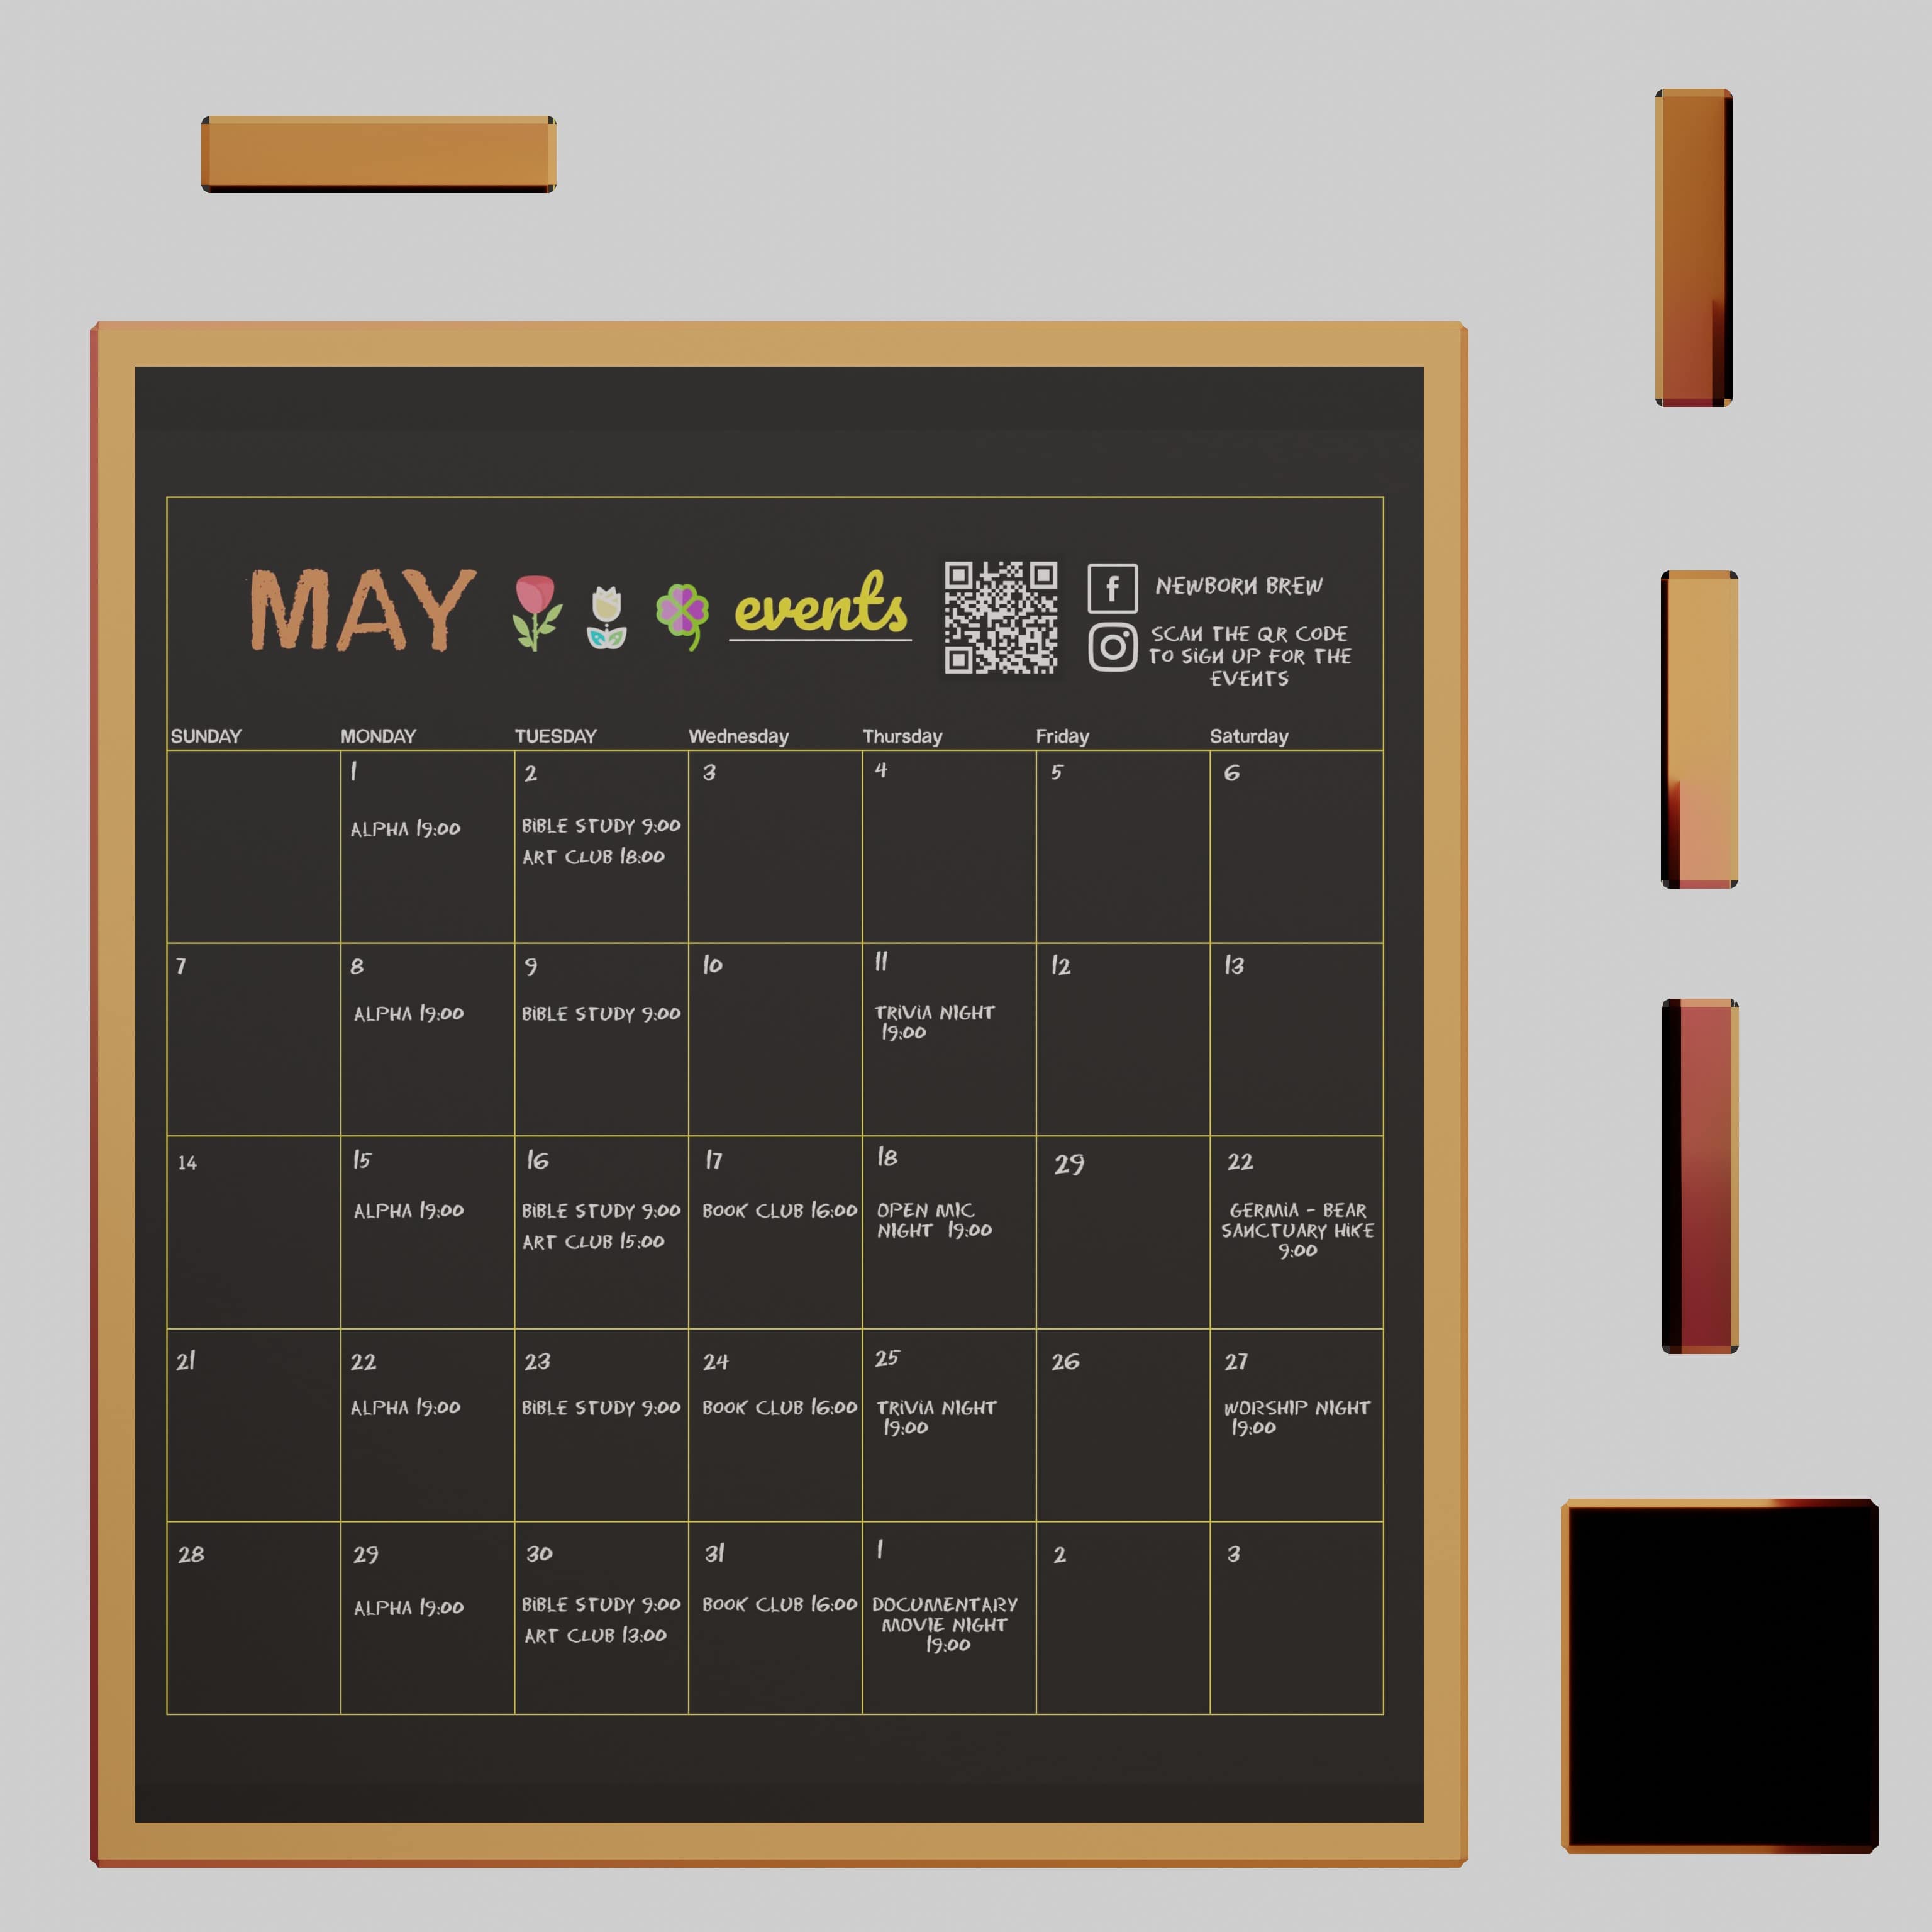 MAY events
NEWBORN BREW
SCAN THE QR CODE
TO SIGN UP FOR THE
EVENTS
SUNDAY MONDAY TUESDAY Wednesday Thursday Friday Saturday
1 2 3 4 5 6
ALPHA 19:00
BIBLE STUDY 9:00
ART CLUB 18:00
7 8 9 10 11 12 13
ALPHA 19:00
BIBLE STUDY 9:00
TRIVIA NIGHT
19:00
14 15 16 17 18 29 22
ALPHA 19:00
BIBLE STUDY 9:00
ART CLUB 15:00
BOOK CLUB 16:00
OPEN MIC
NIGHT 19:00
GERMIA - BEAR
SANCTUARY HIKE
9:00
21 22 23 24 25 26 27
ALPHA 19:00
BIBLE STUDY 9:00
BOOK CLUB 16:00
TRIVIA NIGHT
19:00
WORSHIP NIGHT
19:00
28 29 30 31 1 2 3
ALPHA 19:00
BIBLE STUDY 9:00
ART CLUB 13:00
BOOK CLUB 16:00
DOCUMENTARY
MOVIE NIGHT
19:00